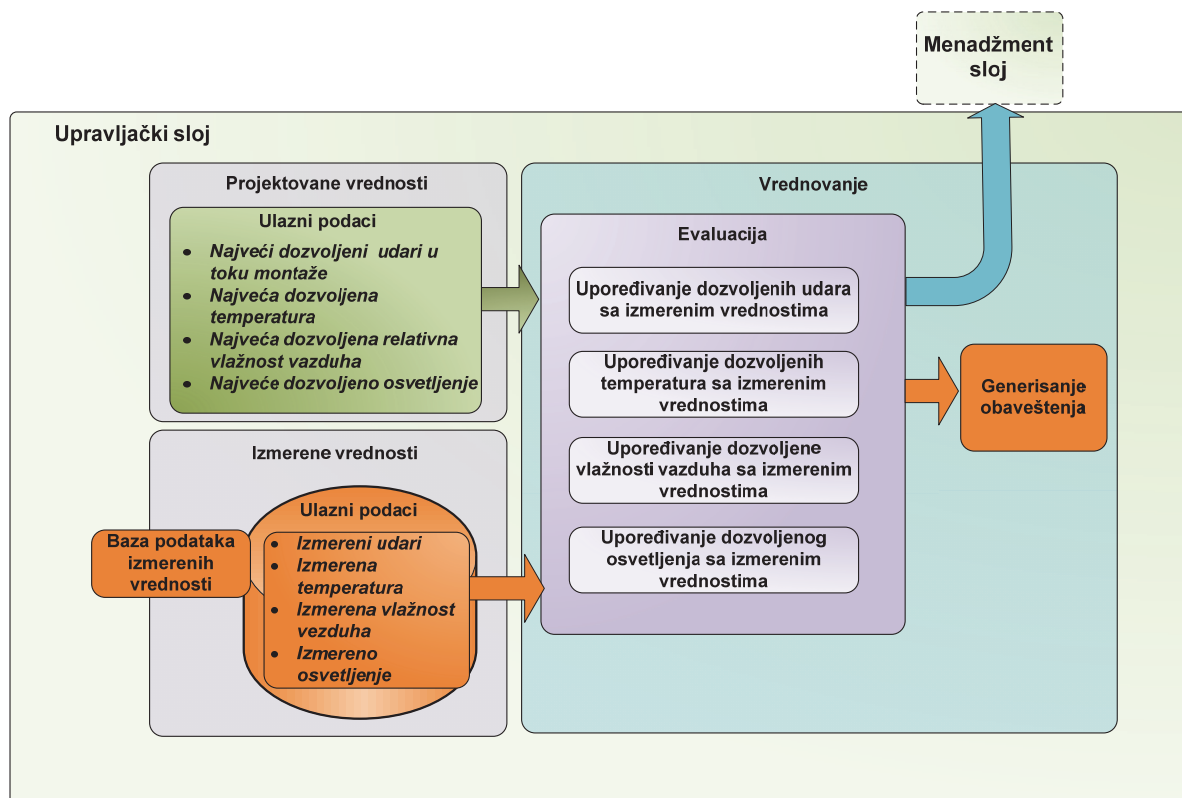 Menadžment
sloj
Upravljački sloj
Projektovane vrednosti
Ulazni podaci
• Najveći dozvoljeni udari u
toku montaže
• Najveća dozvoljena
temperatura
• Najveća dozvoljena relativna
vlažnost vazduha
• Najveće dozvoljeno osvetljenje
Izmerene vrednosti
Baza podataka
izmerenih
vrednosti
Ulazni podaci
• Izmereni udari
• Izmerena
temperatura
• Izmerena vlažnost
vezduha
• Izmereno
osvetljenje
Vrednovanje
Evaluacija
Upoređivanje dozvoljenih udara
sa izmerenim vrednostima
Upoređivanje dozvoljenih
temperatura sa izmerenim
vrednostima
Upoređivanje dozvoljene
vlažnosti vazduha sa izmerenim
vrednostima
Upoređivanje dozvoljenog
osvetljenja sa izmerenim
vrednostima
Generisanje
obaveštenja